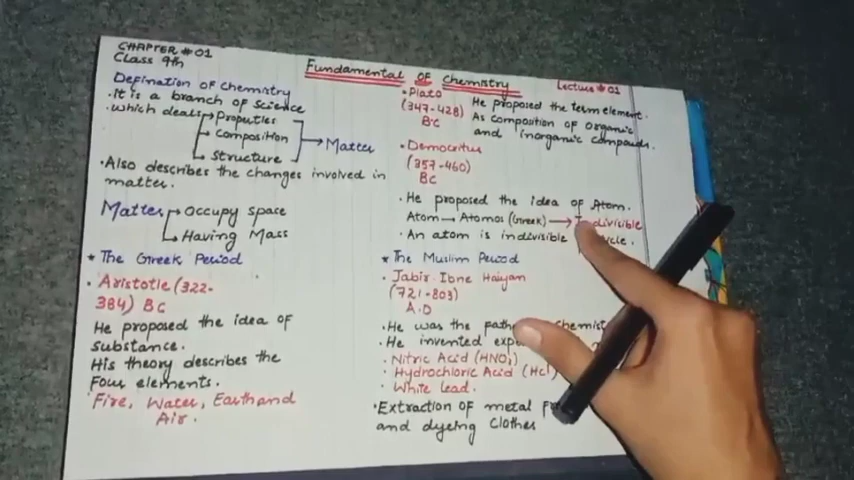 CHAPTER # 01
Class 9th
Fundamental OF Chemistry
Lecture # 01
Defination OF Chemistry
• It is a branch of science
which deals
Properties
Composition
Structure
Matter
• Also describes the changes involved in
matter.
Matter
Occupy space
Having Mass
* The Greek Period
• Aristotle (322-
384) BC
He proposed the idea of
substance.
His theory describes the
Four elements.
Fire, Water, Earth and
Air.
• Plato
(347-428)
BC
He proposed the term element.
As composition of Organic
and inorganic compounds.
• Democritus
(357-460)
BC
• He proposed the idea of Atom.
Atom → Atomos (Greek) → Indivisible
• An atom is indivisible
* The Muslim Period
• Jabir Ibne Haiyan
(721-803)
A.D
• He was the
• He invented
Nitric Acid (HNO3)
• Hydrochloric Acid (HCl)
• White lead.
• Extraction of metal
and dyeing clothes